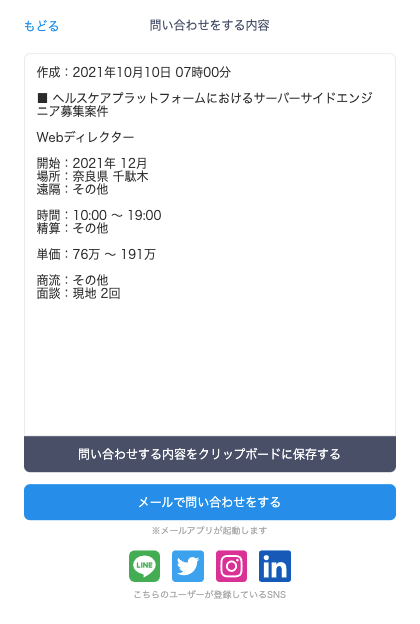 もどる
問い合わせをする内容
作成：2021年10月10日 07時00分
■ ヘルスケアプラットフォームにおけるサーバーサイドエンジ
ニア募集案件
Webディレクター
開始：2021年 12月
場所：奈良県 千駄木
遠隔：その他
時間：10:00 〜 19:00
精算：その他
単価：76万 〜 191万
商流：その他
面談：現地 2回
問い合わせする内容をクリップボードに保存する
メールで問い合わせをする
※メールアプリが起動します
LINE
in
こちらのユーザーが登録しているSNS